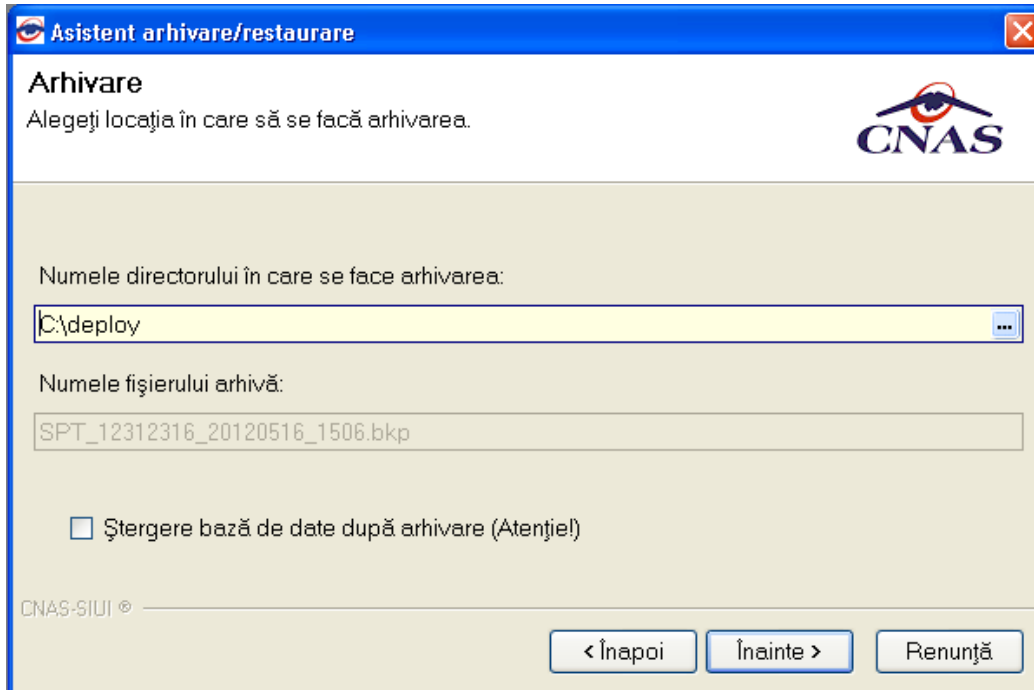 Asistent arhivare/restaurare
Arhivare
Alegeţi locaţia în care să se facă arhivarea.
CNAS
Numele directorului în care se face arhivarea:
C:\deploy
...
Numele fişierului arhivă:
SPT_12312316_20120516_1506.bkp
Ştergere bază de date după arhivare (Atenţie!)
CNAS-SIUI ®
< Înapoi
Înainte >
Renunţă